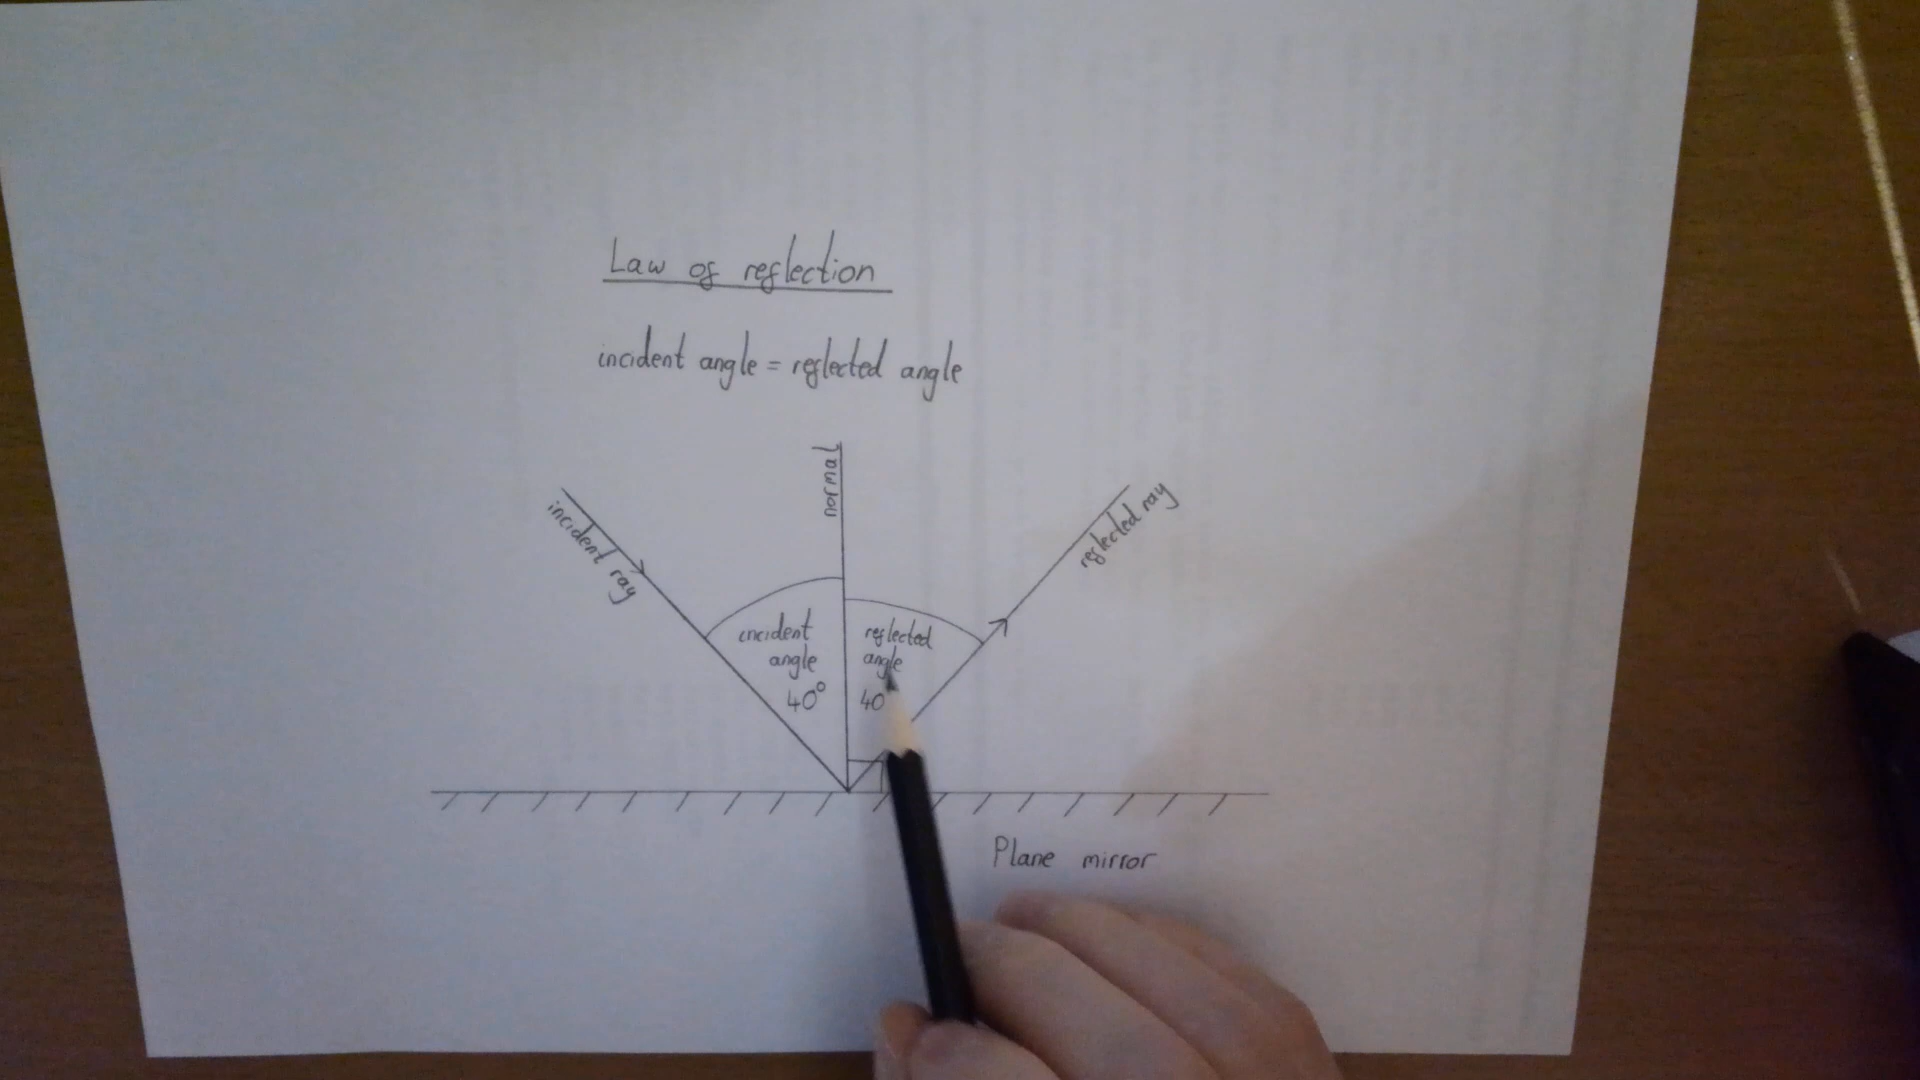 Law of reflection
incident angle = reflected angle
normal
incident ray
reflected ray
incident
angle
40°
reflected
angle
40
Plane mirror